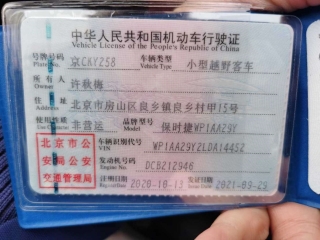 中华人民共和国机动车行驶证
Vehicle License of the People's Republic of China
号牌号码 京CKY258 车辆类型 小型越野客车
所有人 许秋梅
Owner
住址 北京市房山区良乡镇良乡村甲15号
使用性质 非营运 品牌型号 保时捷WP1AA29Y
北京市公安局公安交通管理局
车辆识别代号 WP1AA29Y2LDA14452
VIN
发动机号码 DCB212946
注册日期 2020-10-13 发证日期 2021-09-29